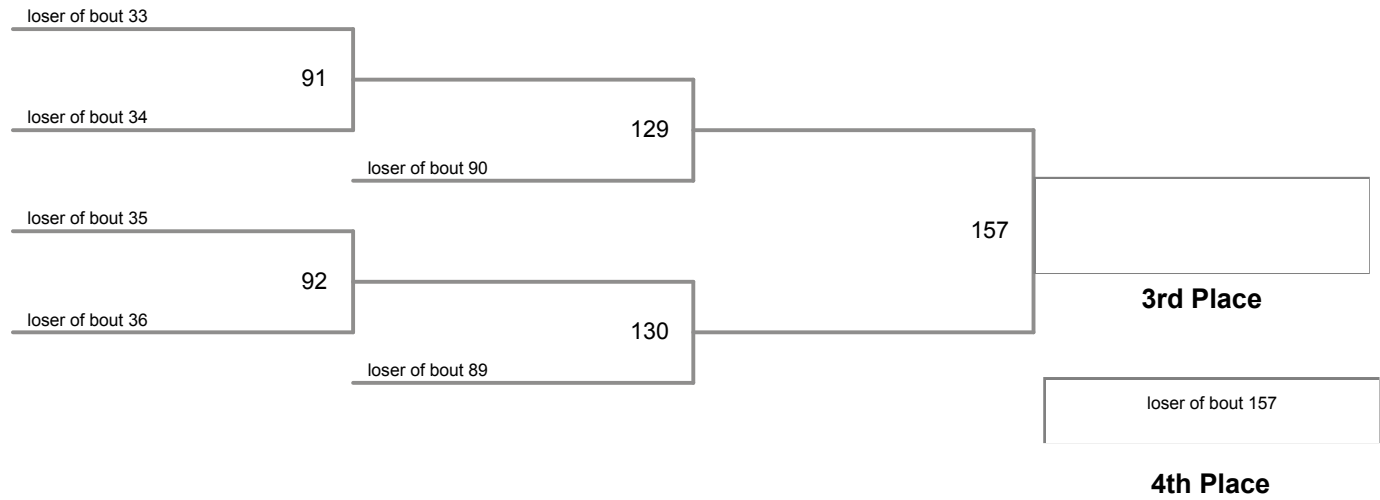 loser of bout 33
91
loser of bout 34
129
loser of bout 90
loser of bout 35
157
92
3rd Place
loser of bout 36
130
loser of bout 89
loser of bout 157
4th Place